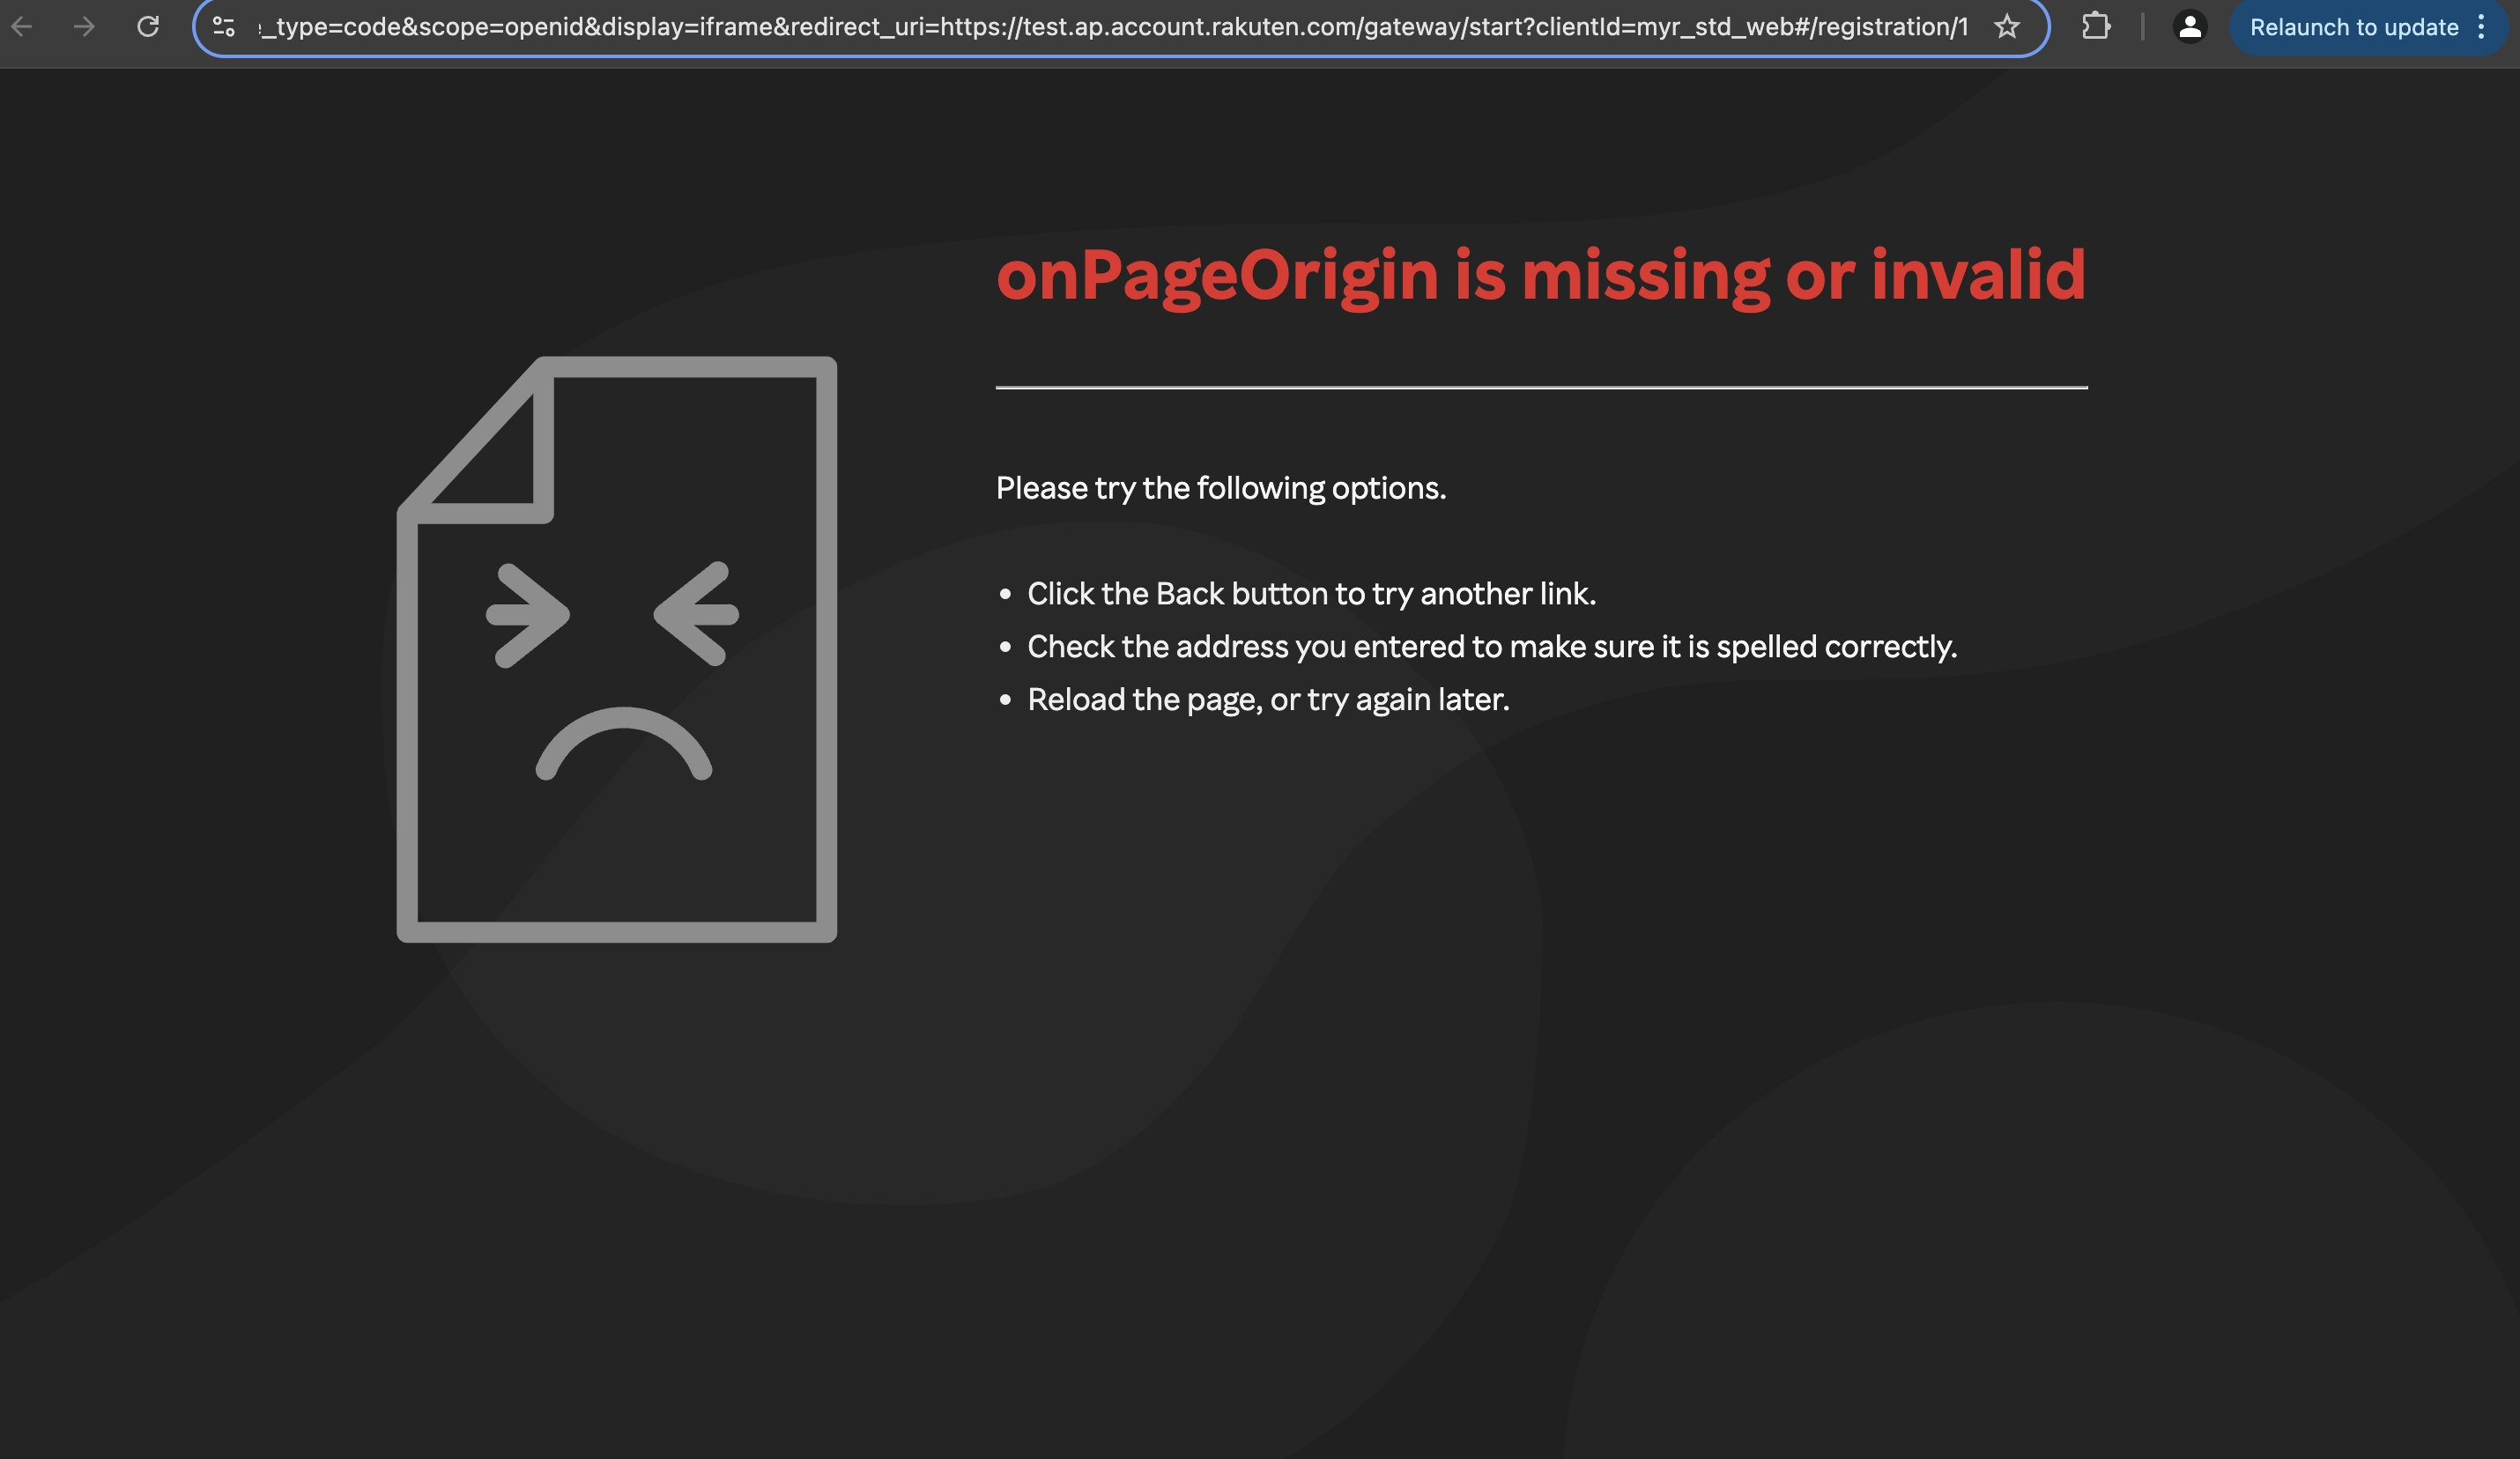 _type=code&scope=openid&display=iframe&redirect_uri=https://test.ap.account.rakuten.com/gateway/start?clientId=myr_std_web#/registration/1
Relaunch to update
onPageOrigin is missing or invalid
Please try the following options.
• Click the Back button to try another link.
• Check the address you entered to make sure it is spelled correctly.
• Reload the page, or try again later.